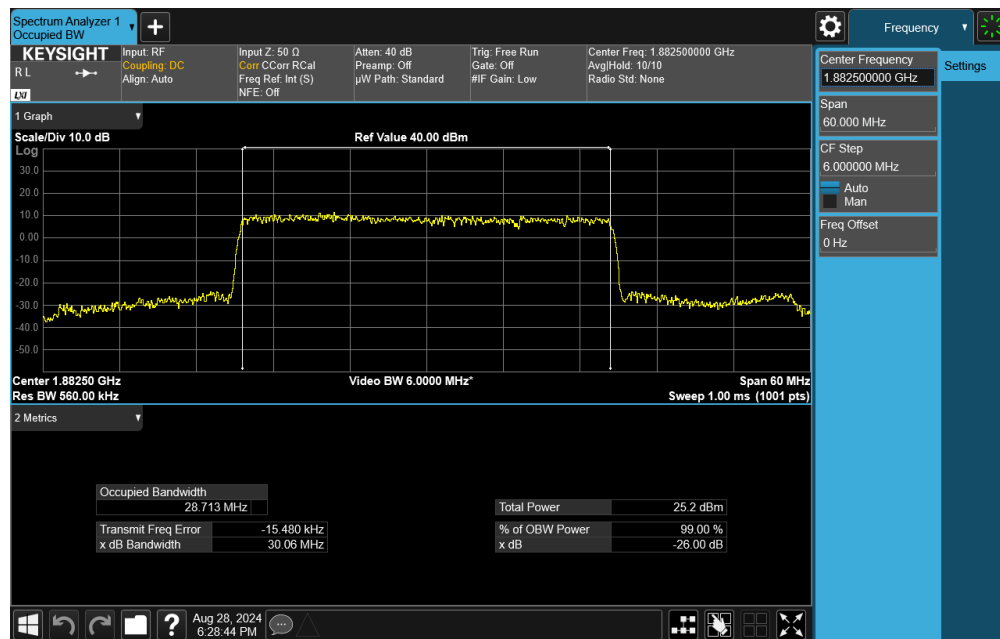 Spectrum Analyzer 1
Occupied BW
Frequency
KEYSIGHT
R L
LXI
Input: RF
Coupling: DC
Align: Auto
Input Z: 50 Ω
Corr CCorr RCal
Freq Ref: Int (S)
NFE: Off
Atten: 40 dB
Preamp: Off
µW Path: Standard
Trig: Free Run
Gate: Off
#IF Gain: Low
Center Freq: 1.882500000 GHz
Avg|Hold: 10/10
Radio Std: None
Center Frequency
1.882500000 GHz
Settings
Span
60.000 MHz
CF Step
6.000000 MHz
Auto
Man
Freq Offset
0 Hz
1 Graph
Scale/Div 10.0 dB
Ref Value 40.00 dBm
Log
30.0
20.0
10.0
0.00
-10.0
-20.0
-30.0
-40.0
-50.0
Center 1.88250 GHz
Video BW 6.0000 MHz*
Span 60 MHz
Res BW 560.00 kHz
Sweep 1.00 ms (1001 pts)
2 Metrics
Occupied Bandwidth
28.713 MHz
Transmit Freq Error -15.480 kHz
x dB Bandwidth 30.06 MHz
Total Power 25.2 dBm
% of OBW Power 99.00 %
x dB -26.00 dB
?
Aug 28, 2024
6:28:44 PM